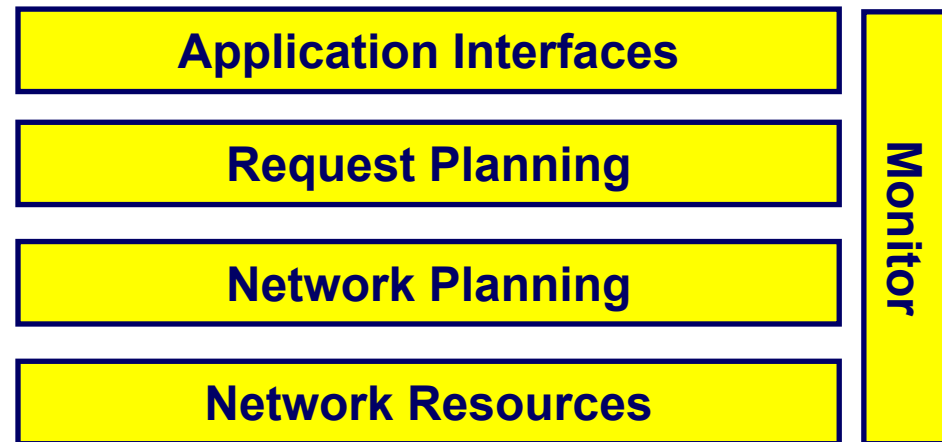 Application Interfaces
Request Planning
Network Planning
Network Resources
Monitor